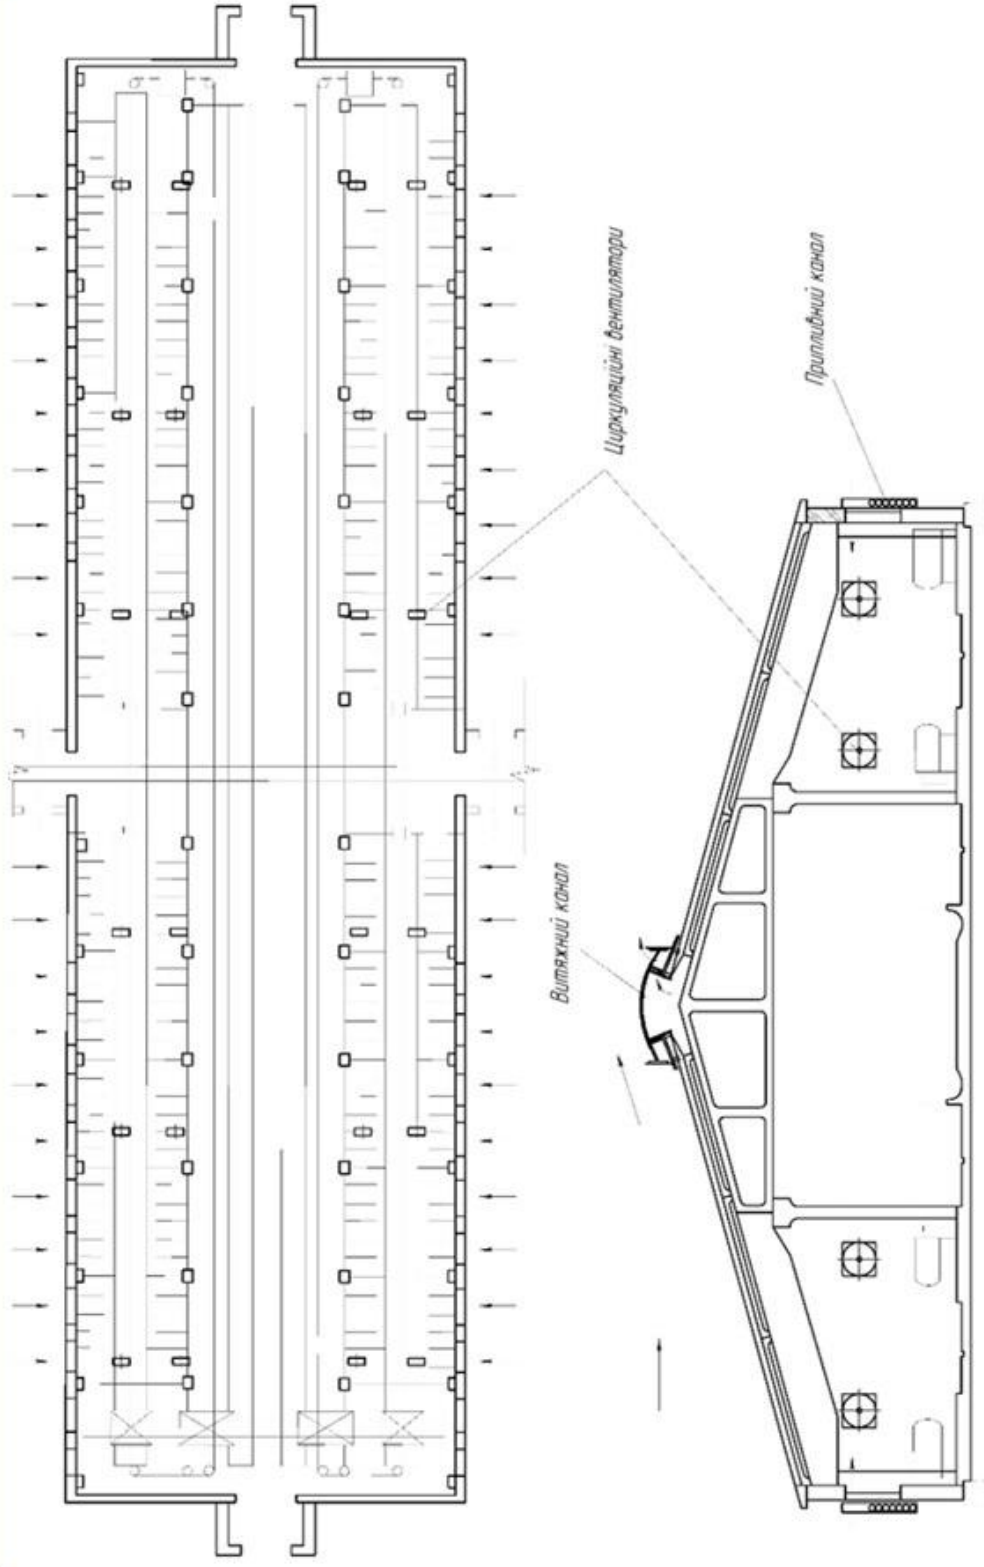 Циркуляційні вентилятори
Припливний канал
Витяжний канал